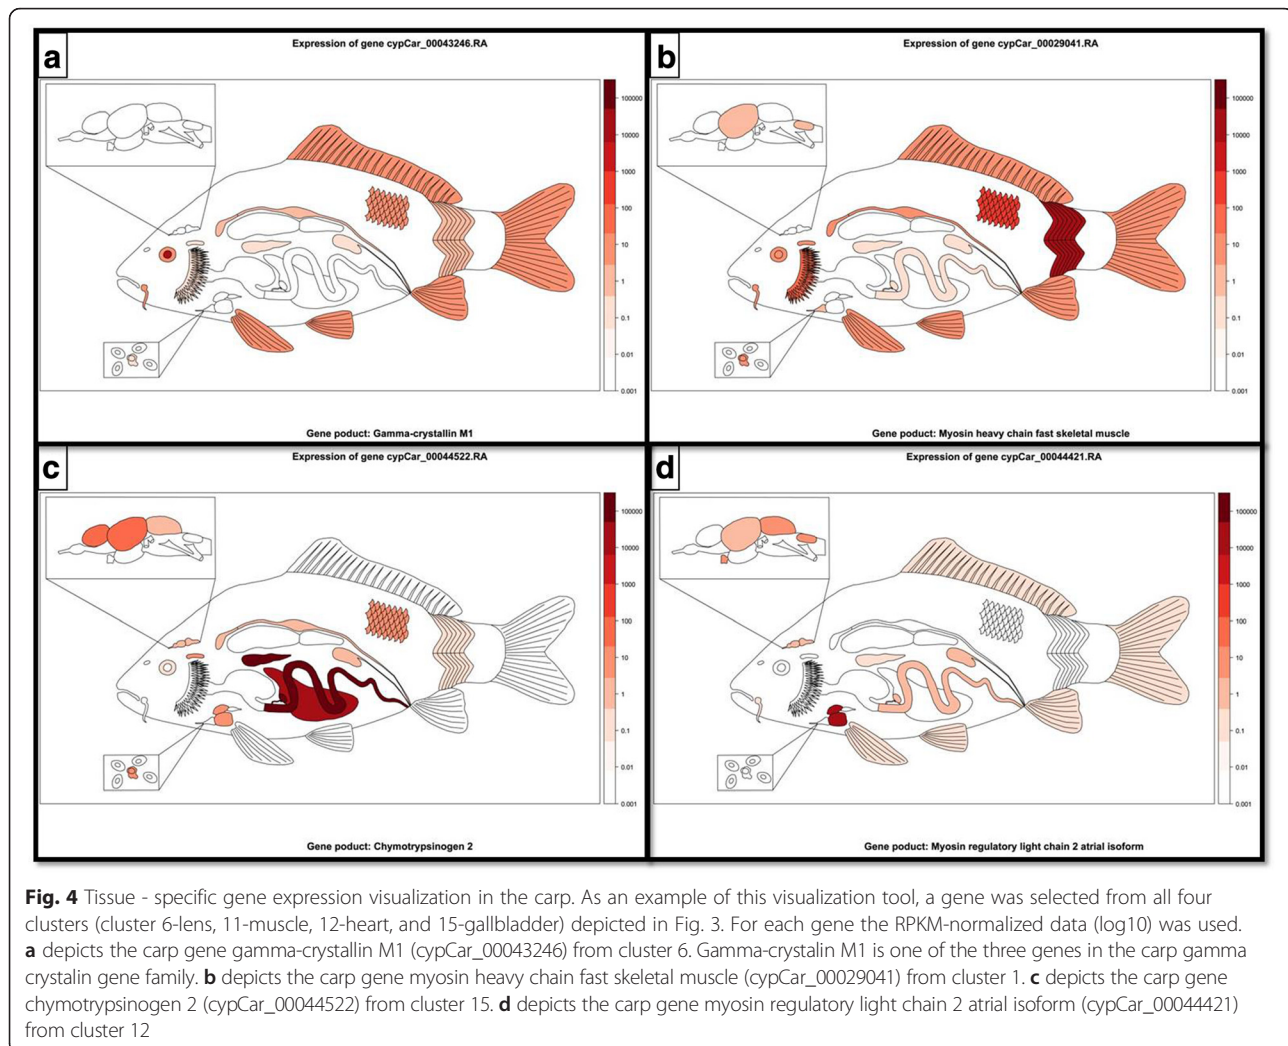 a
Expression of gene cypCar_00043246.RA
100000
10000
1000
100
10
1
0.1
0.01
0.001
Gene poduct: Gamma-crystallin M1
b
Expression of gene cypCar_00029041.RA
100000
10000
1000
100
10
1
0.1
0.01
0.001
Gene poduct: Myosin heavy chain fast skeletal muscle
c
Expression of gene cypCar_00044522.RA
100000
10000
1000
100
10
1
0.1
0.01
0.001
Gene poduct: Chymotrypsinogen 2
d
Expression of gene cypCar_00044421.RA
100000
10000
1000
100
10
1
0.1
0.01
0.001
Gene poduct: Myosin regulatory light chain 2 atrial isoform
Fig. 4 Tissue - specific gene expression visualization in the carp. As an example of this visualization tool, a gene was selected from all four
clusters (cluster 6-lens, 11-muscle, 12-heart, and 15-gallbladder) depicted in Fig. 3. For each gene the RPKM-normalized data (log10) was used.
a depicts the carp gene gamma-crystallin M1 (cypCar_00043246) from cluster 6. Gamma-crystalin M1 is one of the three genes in the carp gamma
crystalin gene family. b depicts the carp gene myosin heavy chain fast skeletal muscle (cypCar_00029041) from cluster 1. c depicts the carp gene
chymotrypsinogen 2 (cypCar_00044522) from cluster 15. d depicts the carp gene myosin regulatory light chain 2 atrial isoform (cypCar_00044421)
from cluster 12